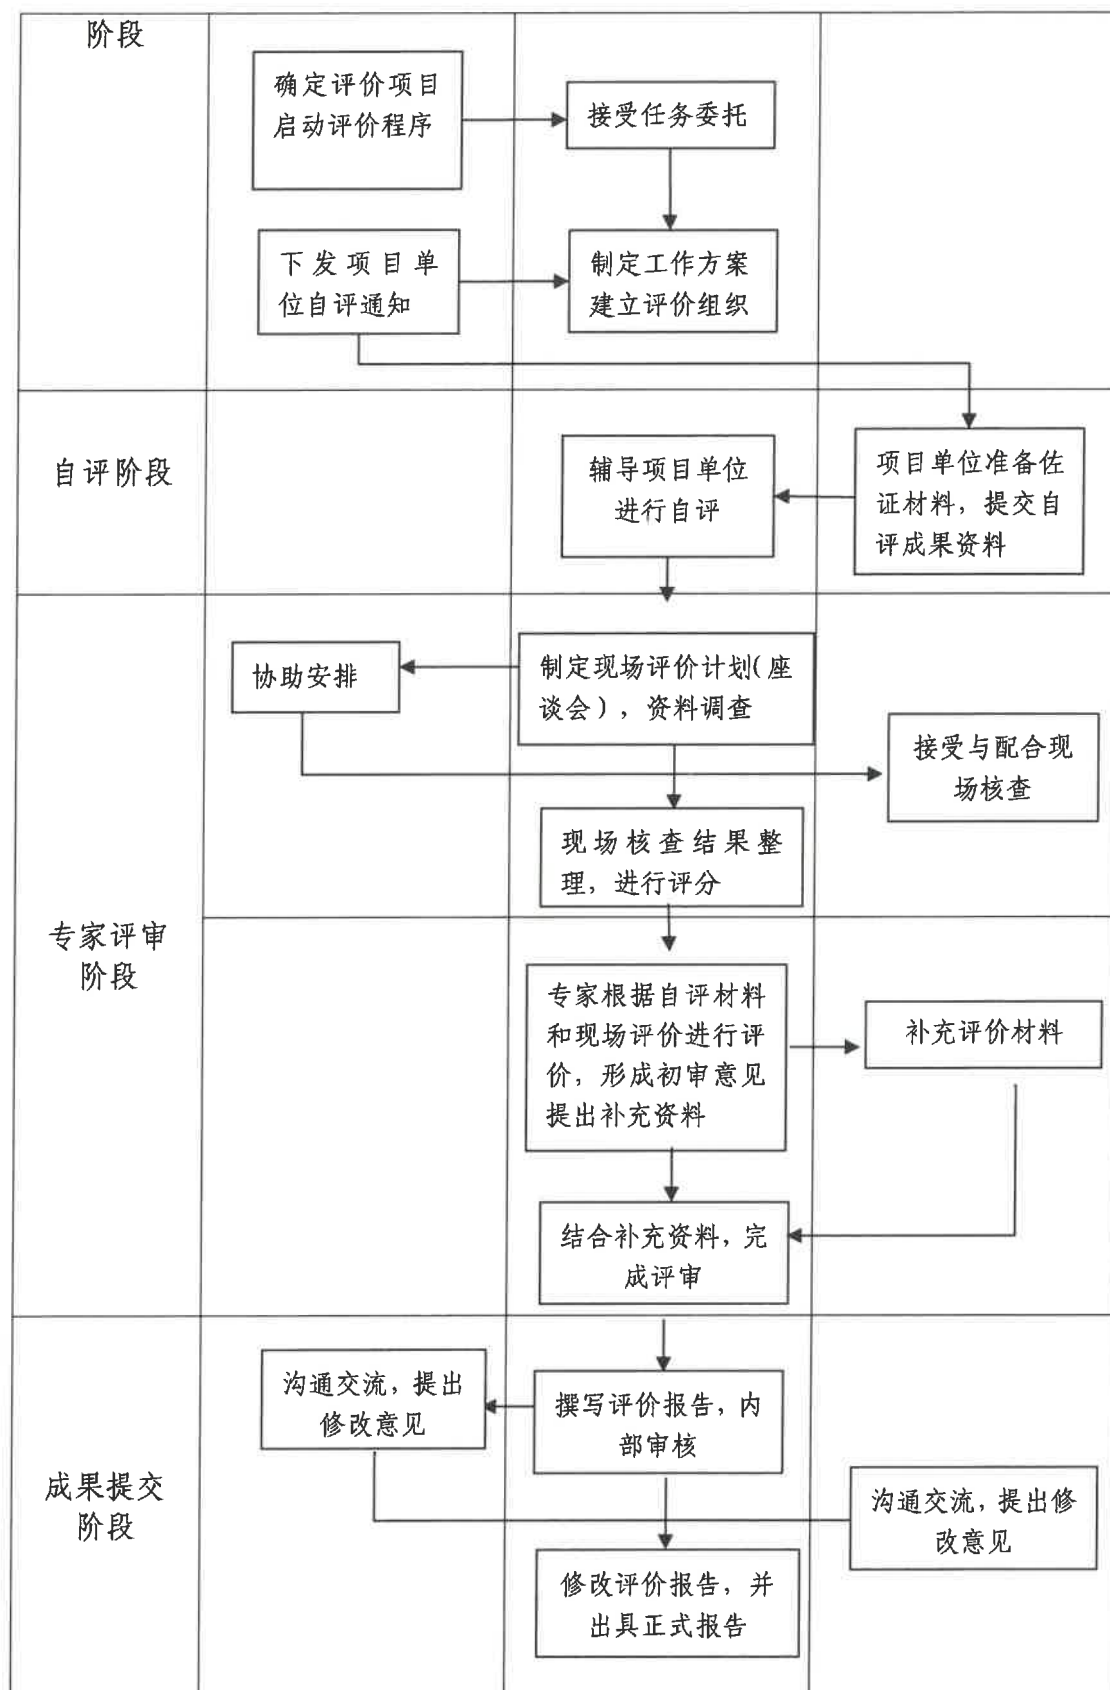 阶段
确定评价项目
启动评价程序
接受任务委托
下发项目单
位自评通知
制定工作方案
建立评价组织
自评阶段
辅导项目单位
进行自评
项目单位准备佐
证材料，提交自
评成果资料
协助安排
制定现场评价计划（座
谈会），资料调查
接受与配合现
场核查
现场核查结果整
理，进行评分
专家评审
阶段
专家根据自评材料
和现场评价进行评
价，形成初审意见
提出补充资料
补充评价材料
结合补充资料，完
成评审
沟通交流，提出
修改意见
撰写评价报告，内
部审核
成果提交
阶段
沟通交流，提出修
改意见
修改评价报告，并
出具正式报告